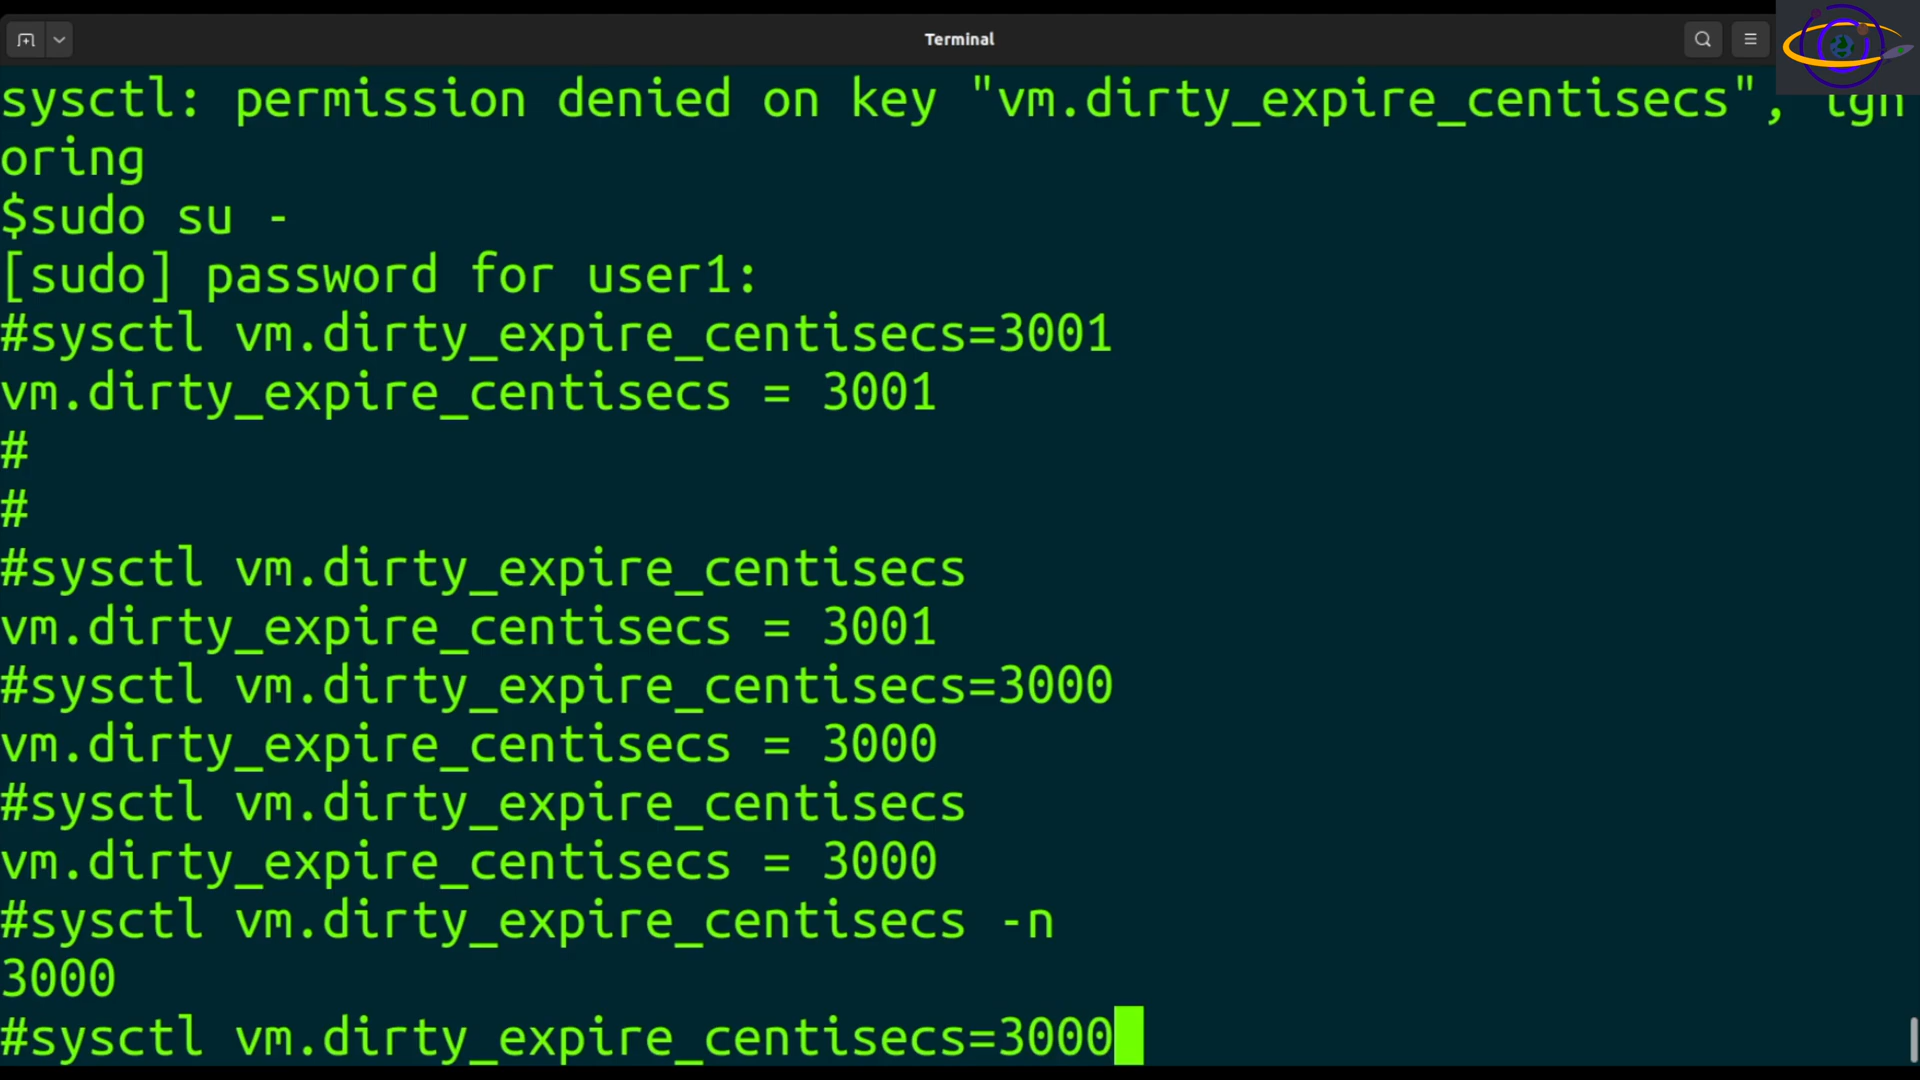 Terminal
sysctl: permission denied on key "vm.dirty_expire_centisecs", ign
oring
$sudo su -
[sudo] password for user1:
#sysctl vm.dirty_expire_centisecs=3001
vm.dirty_expire_centisecs = 3001
#
#
#sysctl vm.dirty_expire_centisecs
vm.dirty_expire_centisecs = 3001
#sysctl vm.dirty_expire_centisecs=3000
vm.dirty_expire_centisecs = 3000
#sysctl vm.dirty_expire_centisecs
vm.dirty_expire_centisecs = 3000
#sysctl vm.dirty_expire_centisecs -n
3000
#sysctl vm.dirty_expire_centisecs=3000